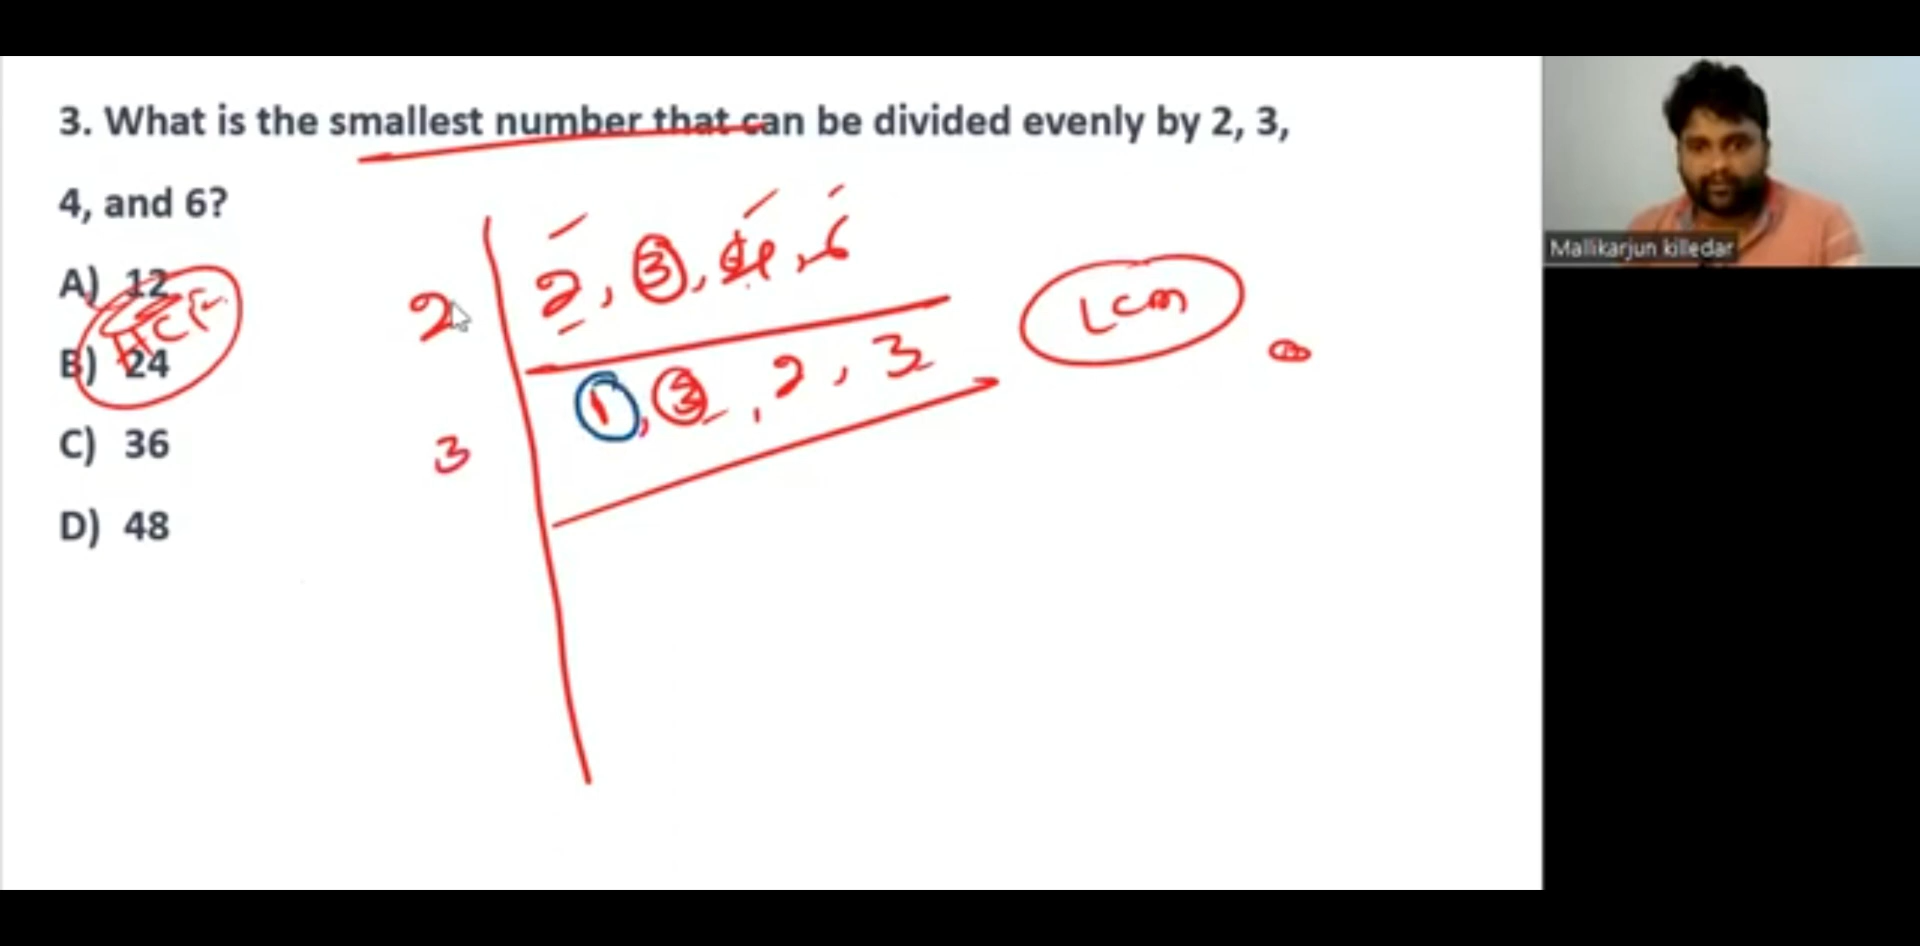 3. What is the smallest number that can be divided evenly by 2, 3,
4, and 6?
A) 12
HCF
B) 24
C) 36
D) 48
2 2, 3, 4, 6
LCM
1, 3, 2, 3
3
Mallikarjun killedar